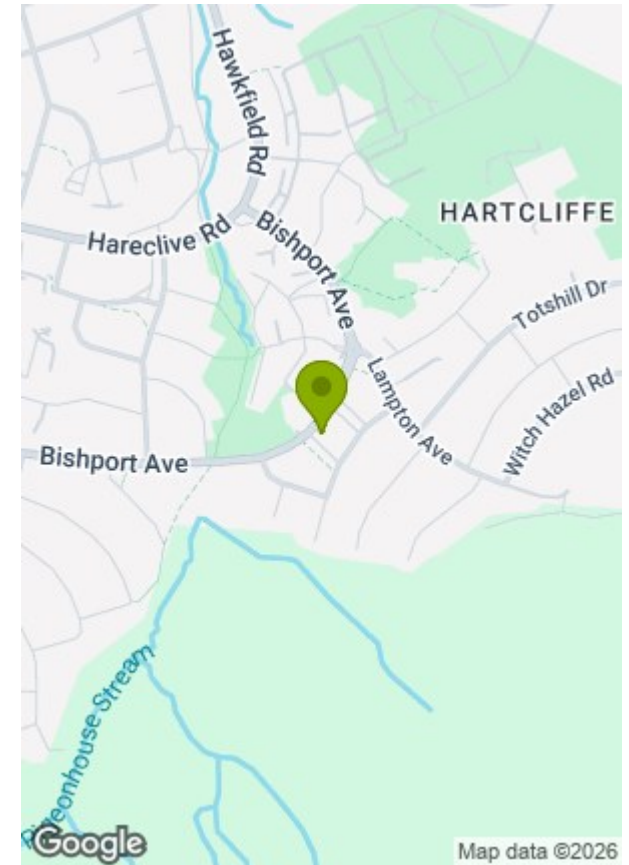 Hawkfield Rd
HARTCLIFFE
Hareclive Rd
Bishport Ave
Totshill Dr
Lampton Ave
Witch Hazel Rd
Bishport Ave
Pigeonhouse Stream
Google
Map data ©2026